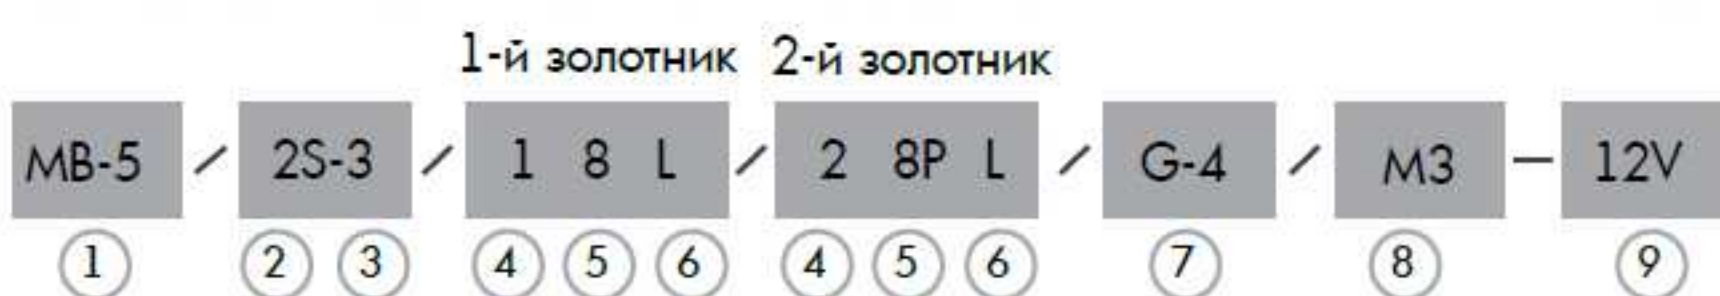 1-й золотник 2-й золотник
MB-5 / 2S-3 / 1 8 L / 2 8P L / G-4 / M3 – 12V
1 2 3 4 5 6 4 5 6 7 8 9